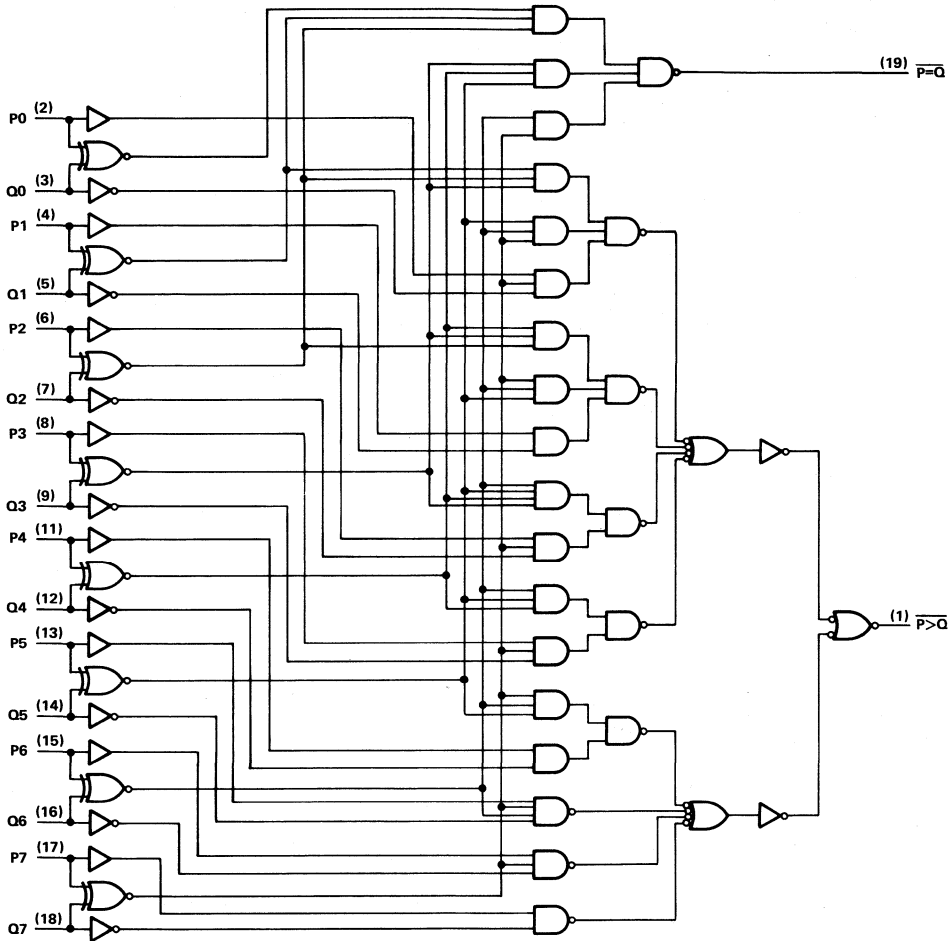 (19) P=Q
P0 (2)
Q0 (3)
P1 (4)
Q1 (5)
P2 (6)
Q2 (7)
P3 (8)
Q3 (9)
P4 (11)
Q4 (12)
P5 (13)
(1) P>Q
Q5 (14)
P6 (15)
Q6 (16)
P7 (17)
Q7 (18)